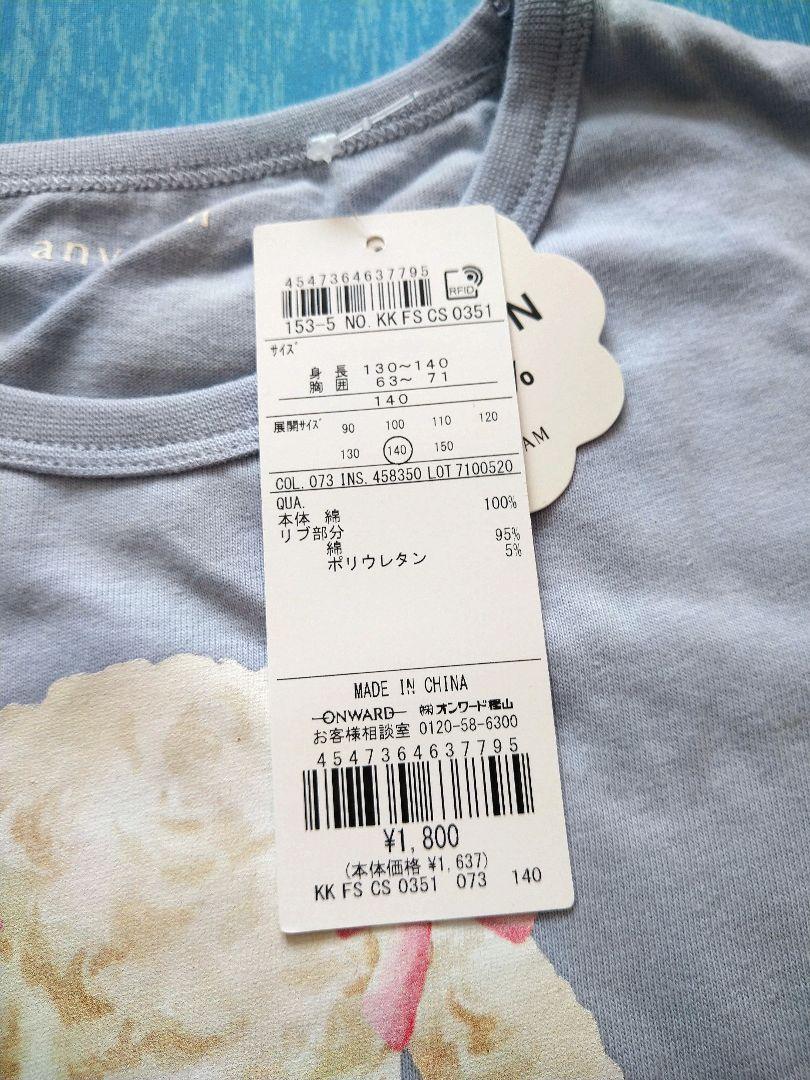 any
4547364637795
RFID
153-5 NO. KK FS CS 0351
サイズ
身 長 130～140
胸 囲 63～ 71
140
展開サイズ 90 100 110 120
130 140 150
COL. 073 INS. 458350 LOT 7100520
QUA.
本体 綿 100%
リブ部分
綿 95%
ポリウレタン 5%
MADE IN CHINA
ONWARD ㈱オンワード樫山
お客様相談室 0120-58-6300
4547364637795
¥1,800
(本体価格 ¥1,637)
KK FS CS 0351 073 140
N
AM